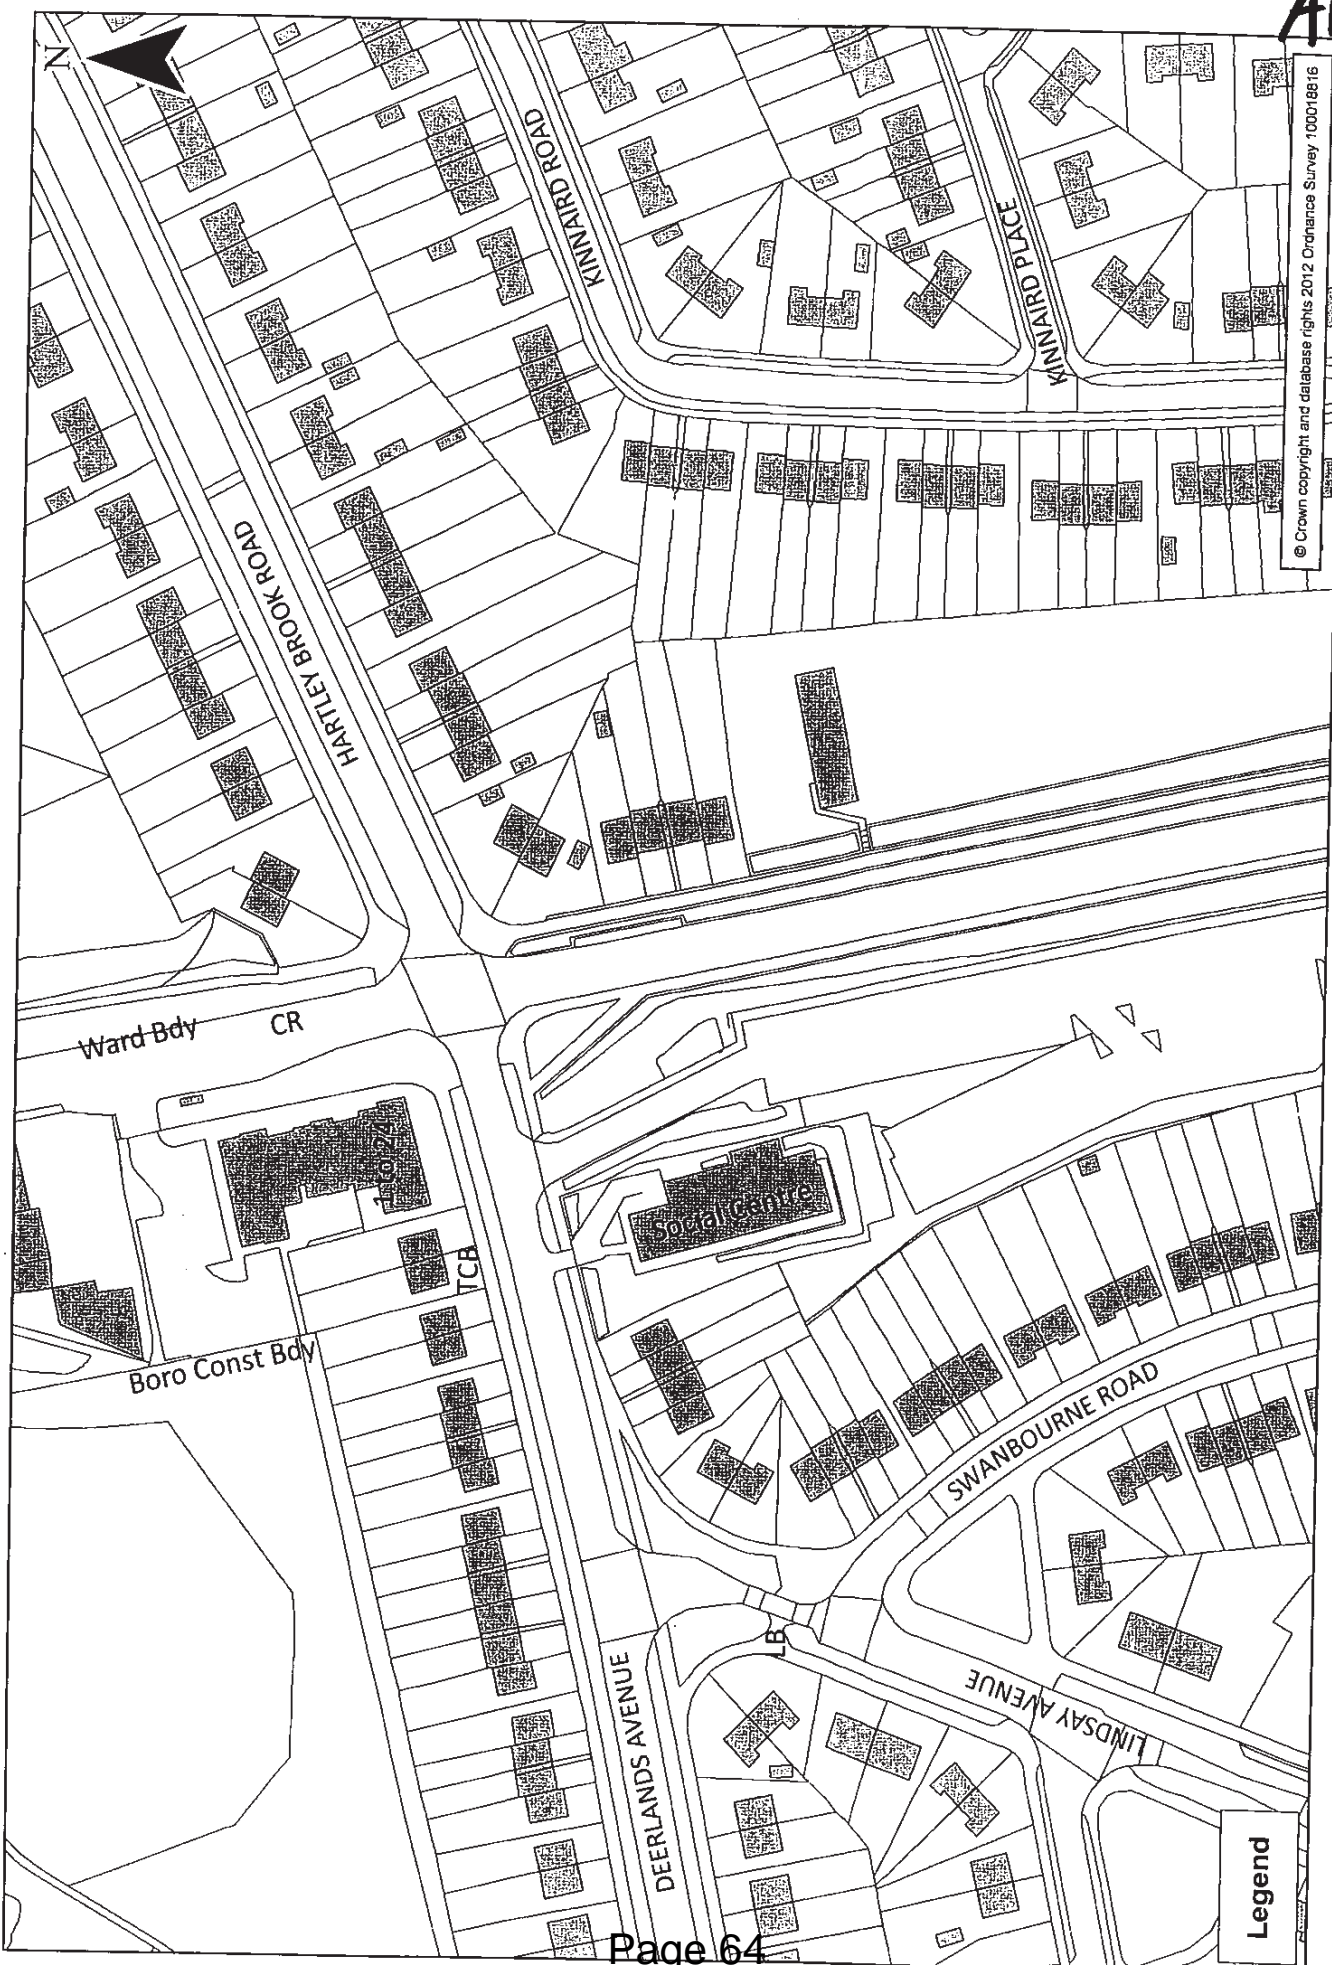 N
© Crown copyright and database rights 2012 Ordnance Survey 100018816
KINNAIRD ROAD
KINNAIRD PLACE
HARTLEY BROOK ROAD
Ward Bdy
CR
1 to 24
Social Centre
TCB
Boro Const Bdy
SWANBOURNE ROAD
LB
LINDSAY AVENUE
DEERLANDS AVENUE
Legend
Page 64